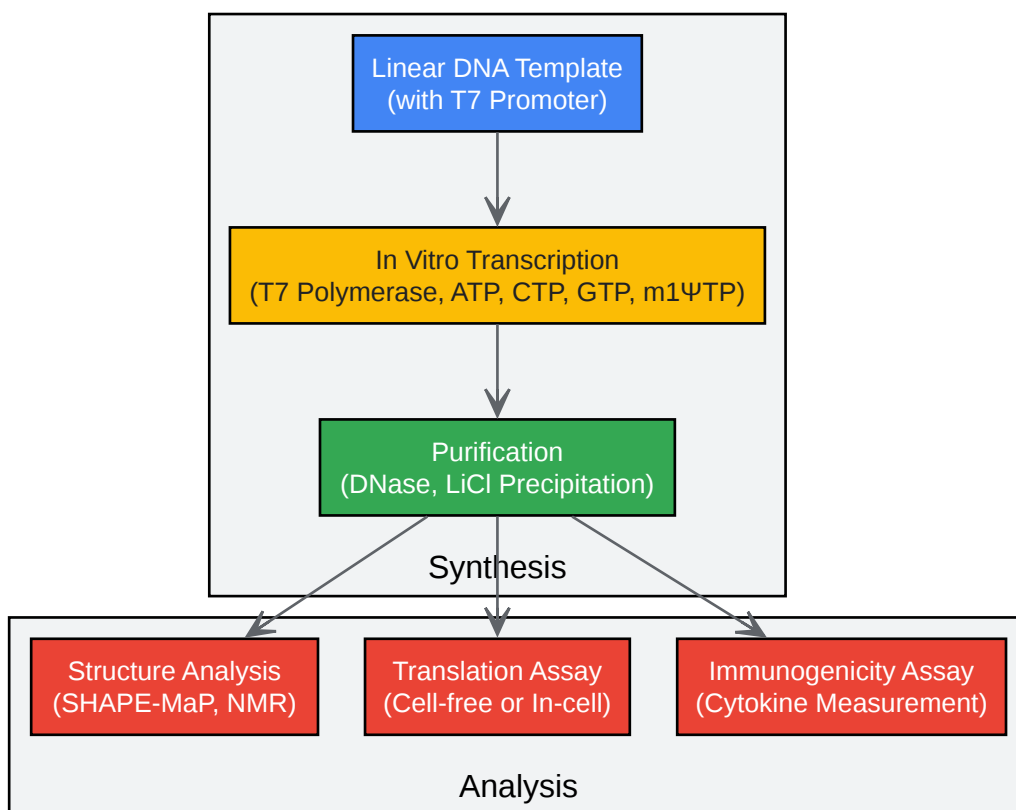 Linear DNA Template
(with T7 Promoter)
In Vitro Transcription
(T7 Polymerase, ATP, CTP, GTP, m1ΨTP)
Purification
(DNase, LiCl Precipitation)
Synthesis
Structure Analysis
(SHAPE-MaP, NMR)
Translation Assay
(Cell-free or In-cell)
Immunogenicity Assay
(Cytokine Measurement)
Analysis